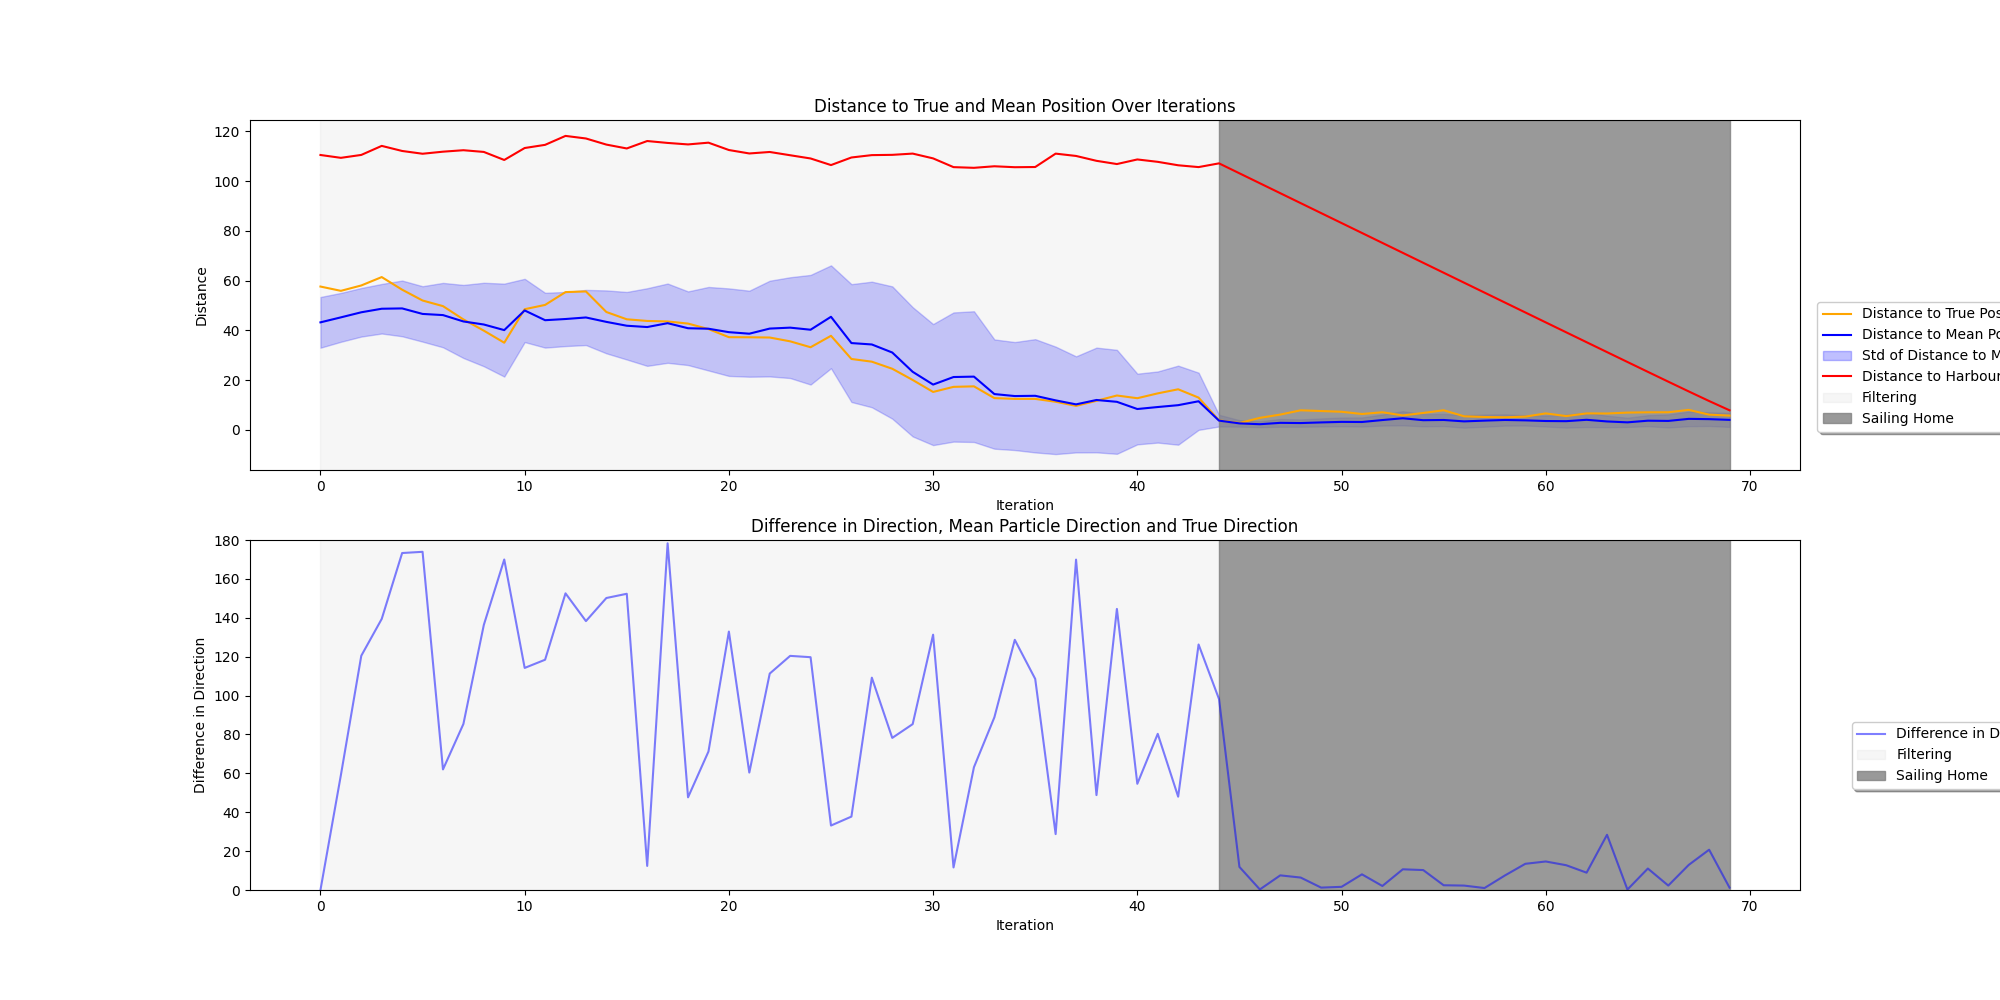 Distance to True and Mean Position Over Iterations
120
100
80
60
40
20
0
Distance
0 10 20 30 40 50 60 70
Iteration
Distance to True Pos
Distance to Mean Po
Std of Distance to M
Distance to Harbour
Filtering
Sailing Home
Difference in Direction, Mean Particle Direction and True Direction
180
160
140
120
100
80
60
40
20
0
Difference in Direction
0 10 20 30 40 50 60 70
Iteration
Difference in D
Filtering
Sailing Home